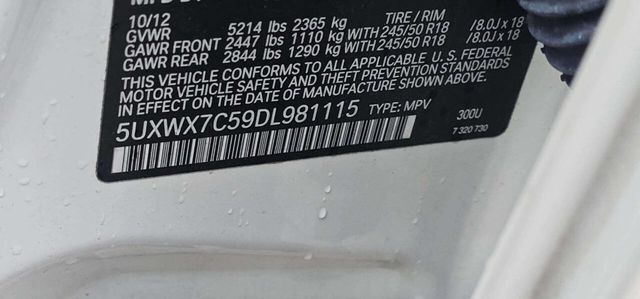 10/12
GVWR 5214 lbs 2365 kg TIRE / RIM
GAWR FRONT 2447 lbs 1110 kg WITH 245/50 R18 /8.0J x 18
GAWR REAR 2844 lbs 1290 kg WITH 245/50 R18 /8.0J x 18
THIS VEHICLE CONFORMS TO ALL APPLICABLE U.S. FEDERAL
MOTOR VEHICLE SAFETY AND THEFT PREVENTION STANDARDS
IN EFFECT ON THE DATE OF MANUFACTURE SHOWN ABOVE.
5UXWX7C59DL981115 TYPE: MPV 300U
7 320 730